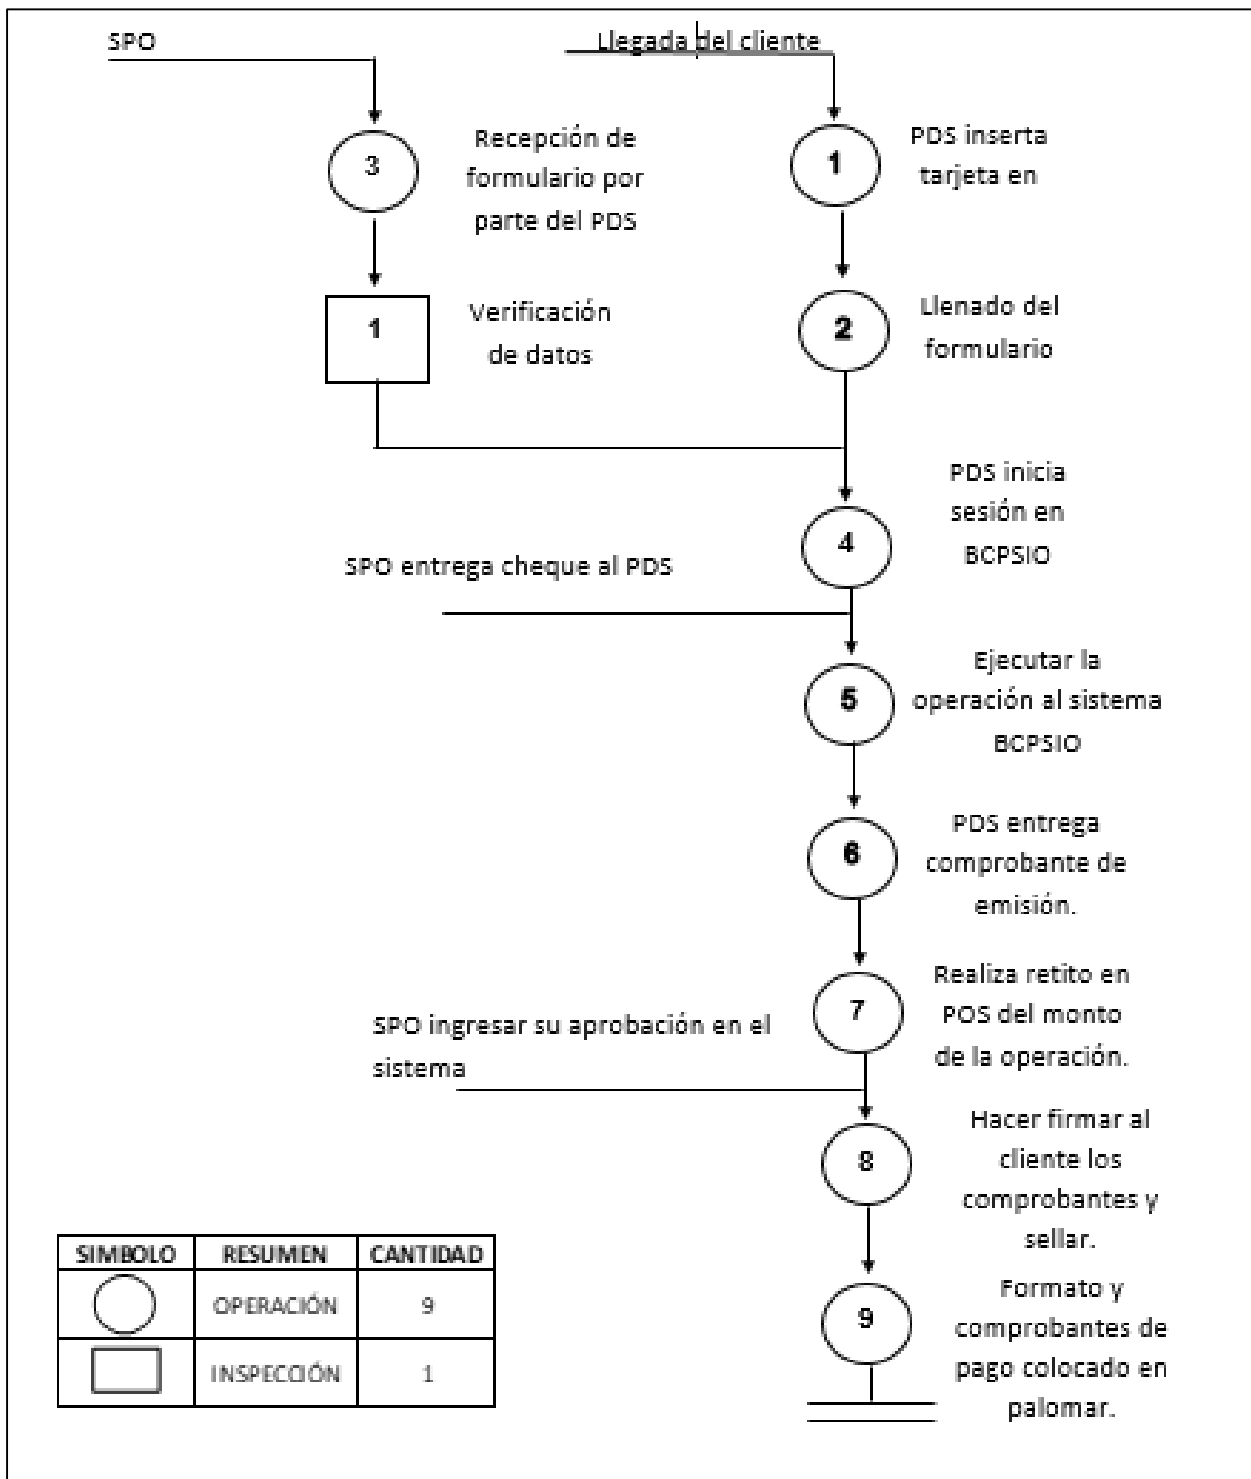 SPO
Llegada del cliente
3
Recepción de
formulario por
parte del PDS
1
PDS inserta
tarjeta en
1
Verificación
de datos
2
Llenado del
formulario
4
PDS inicia
sesión en
BCPSIO
SPO entrega cheque al PDS
5
Ejecutar la
operación al sistema
BCPSIO
6
PDS entrega
comprobante de
emisión.
7
Realiza retito en
POS del monto
de la operación.
SPO ingresar su aprobación en el
sistema
8
Hacer firmar al
cliente los
comprobantes y
sellar.
9
Formato y
comprobantes de
pago colocado en
palomar.
SIMBOLO RESUMEN CANTIDAD
OPERACIÓN 9
INSPECCIÓN 1